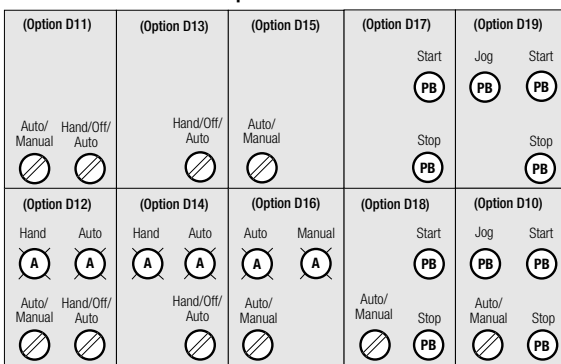 (Option D11) (Option D13) (Option D15) (Option D17) (Option D19)
Start Jog Start
PB PB PB
Auto/ Hand/Off/ Hand/Off/ Auto/
Manual Auto Auto Manual Stop Stop
PB PB
(Option D12) (Option D14) (Option D16) (Option D18) (Option D10)
Hand Auto Hand Auto Auto Manual Start Jog Start
A A A A A A PB PB PB
Auto/ Hand/Off/ Hand/Off/ Auto/ Auto/ Auto/
Manual Auto Auto Manual Manual Stop Manual Stop
PB PB